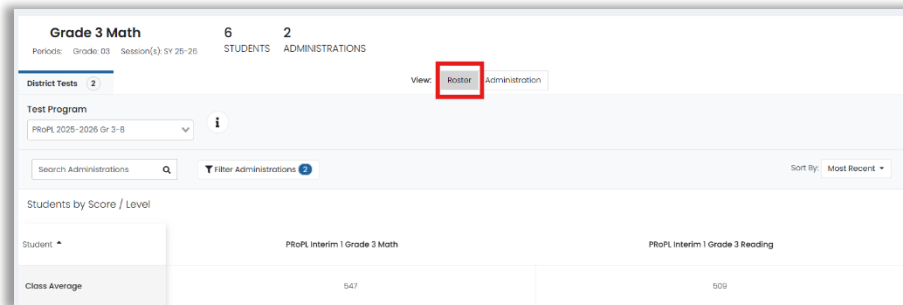 Grade 3 Math
6
2
STUDENTS ADMINISTRATIONS
Periods: Grade: 03 Session(s): SY 25-26
District Tests 2
View: Roster Administration
Test Program
PRoPL 2025-2026 Gr 3-8
i
Search Administrations
Filter Administrations 2
Sort By: Most Recent
Students by Score / Level
Student
PRoPL Interim 1 Grade 3 Math
PRoPL Interim 1 Grade 3 Reading
Class Average
547
509